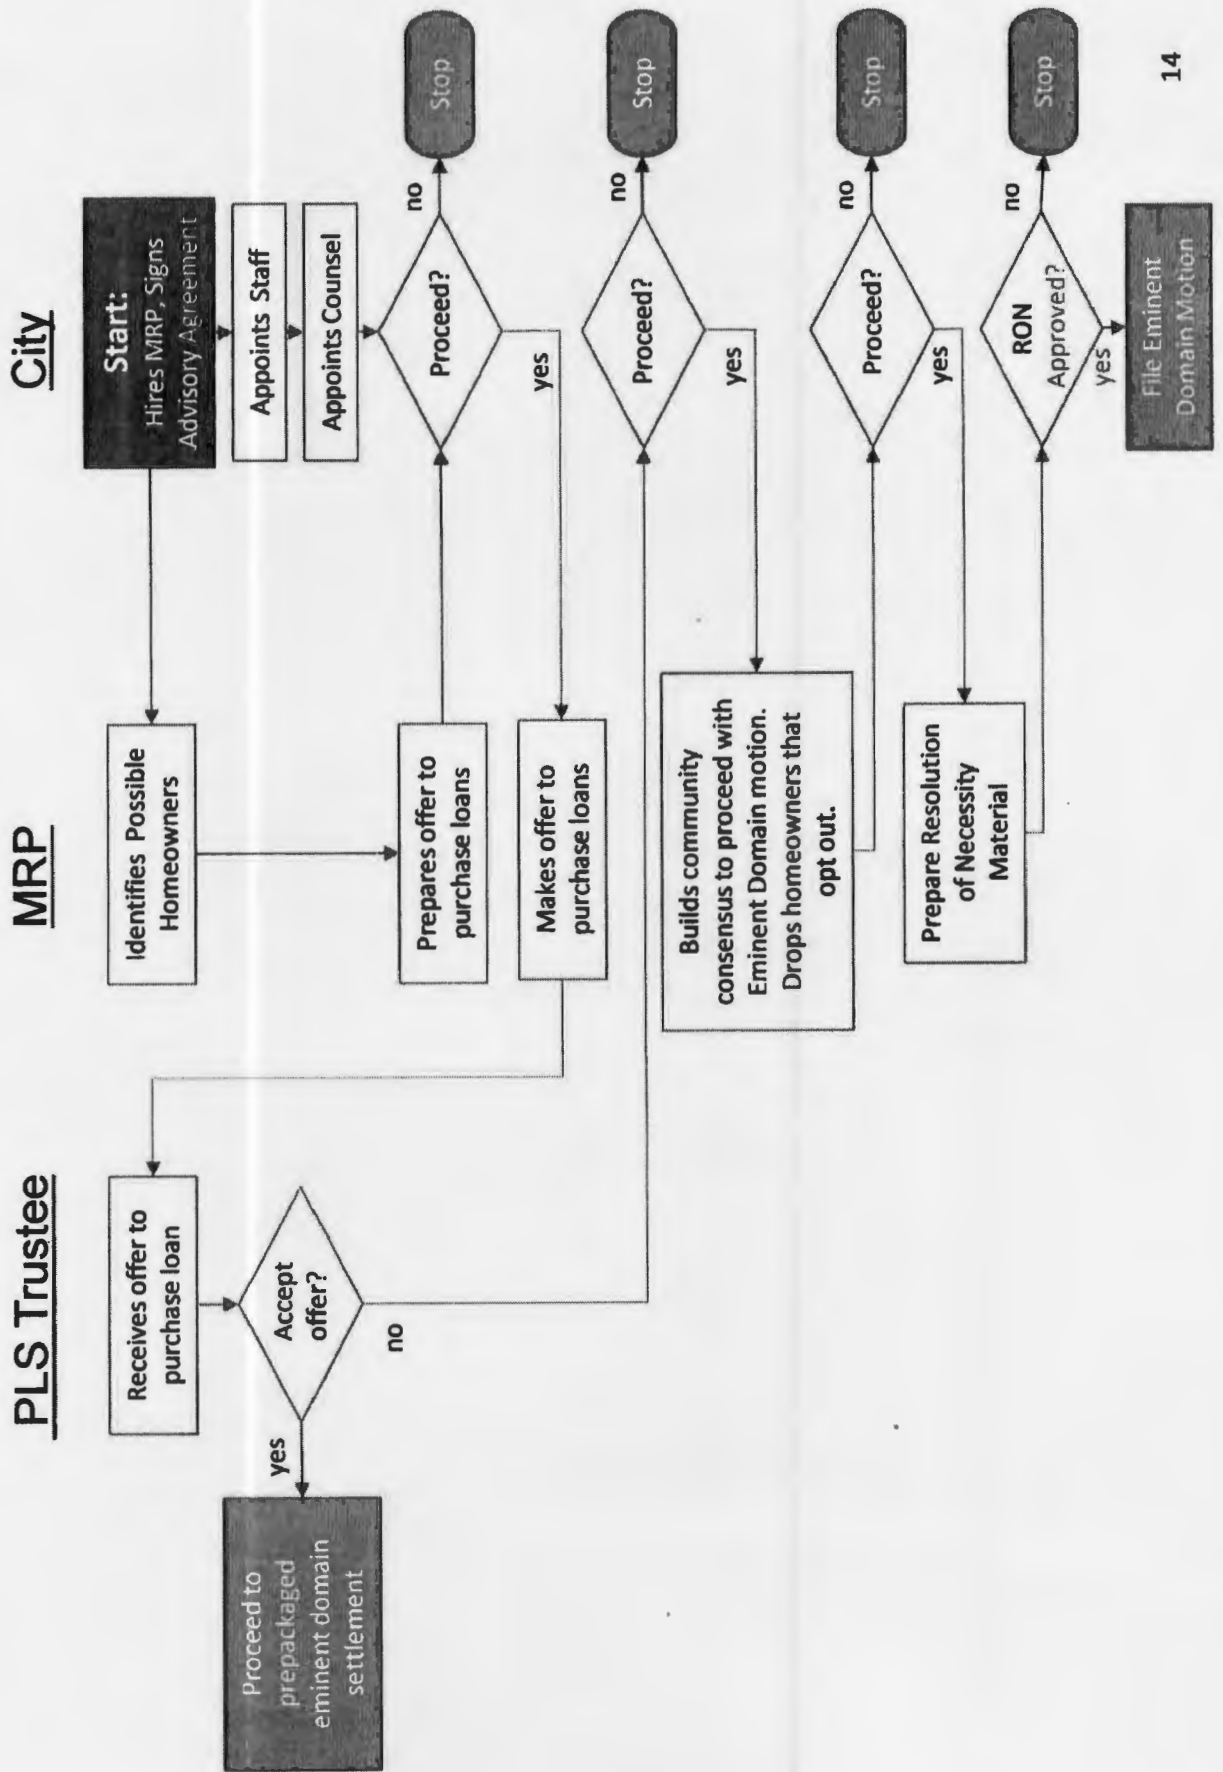 PLS Trustee
MRP
City
Start:
Hires MRP, Signs
Advisory Agreement
Appoints Staff
Appoints Counsel
Identifies Possible
Homeowners
Prepares offer to
purchase loans
Proceed?
no
Stop
yes
Makes offer to
purchase loans
Receives offer to
purchase loan
Accept
offer?
yes
Proceed to
prepackaged
eminent domain
settlement
no
Proceed?
no
Stop
yes
Builds community
consensus to proceed with
Eminent Domain motion.
Drops homeowners that
opt out.
Proceed?
no
Stop
yes
Prepare Resolution
of Necessity
Material
RON
Approved?
no
Stop
yes
File Eminent
Domain Motion
14